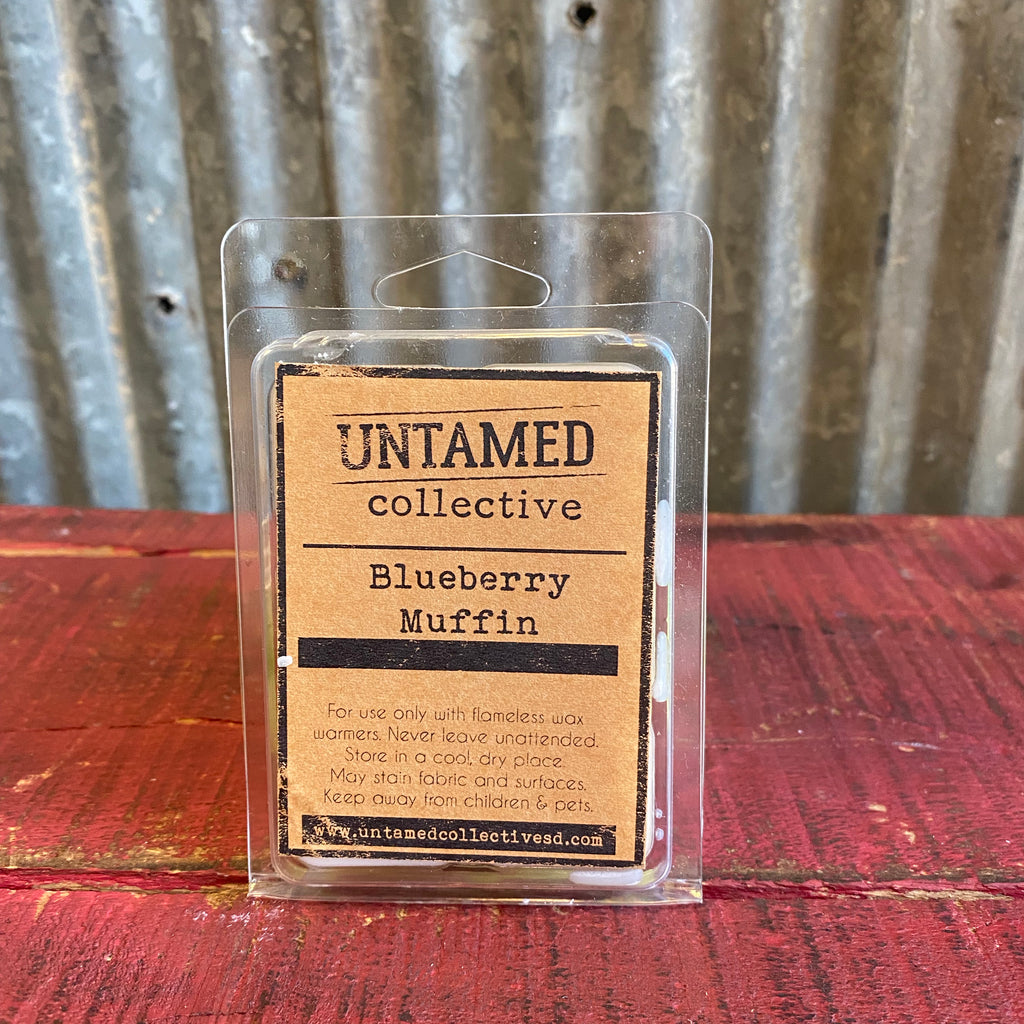 UNTAMED
collective
Blueberry
Muffin
For use only with flameless wax
warmers. Never leave unattended.
Store in a cool, dry place.
May stain fabric and surfaces.
Keep away from children & pets.
www.untamedcollectivesd.com